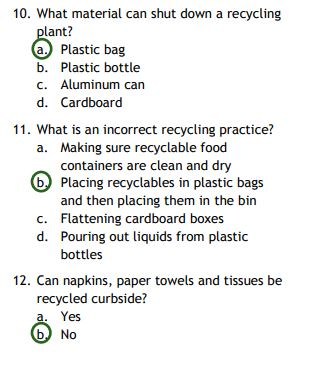 10. What material can shut down a recycling
plant?
a. Plastic bag
b. Plastic bottle
c. Aluminum can
d. Cardboard
11. What is an incorrect recycling practice?
a. Making sure recyclable food
containers are clean and dry
b. Placing recyclables in plastic bags
and then placing them in the bin
c. Flattening cardboard boxes
d. Pouring out liquids from plastic
bottles
12. Can napkins, paper towels and tissues be
recycled curbside?
a. Yes
b. No